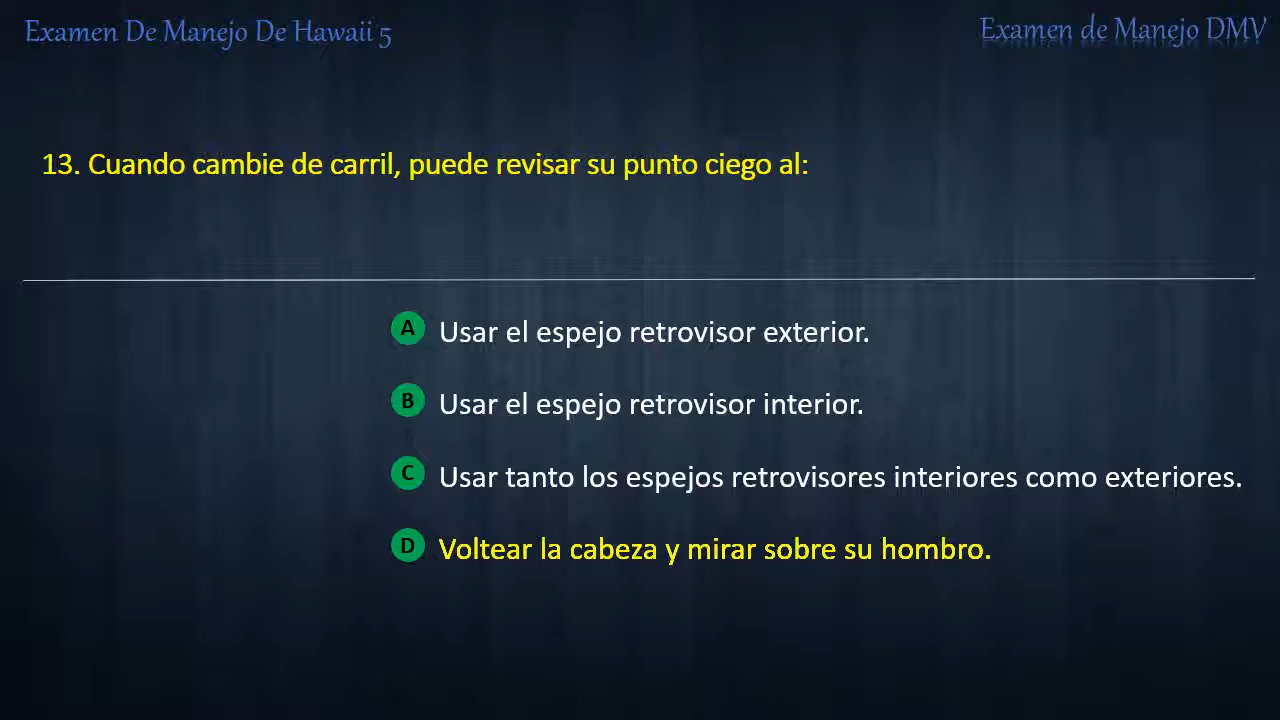 Examen De Manejo De Hawaii 5
Examen de Manejo DMV
13. Cuando cambie de carril, puede revisar su punto ciego al:
A Usar el espejo retrovisor exterior.
B Usar el espejo retrovisor interior.
C Usar tanto los espejos retrovisores interiores como exteriores.
D Voltear la cabeza y mirar sobre su hombro.